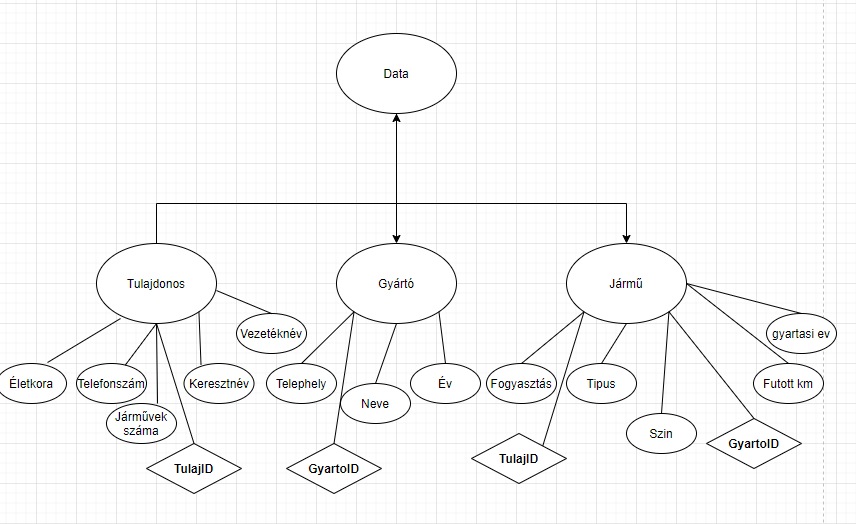 Data
Tulajdonos
Gyártó
Jármű
Vezetéknév
gyartasi ev
Életkora
Telefonszám
Keresztnév
Telephely
Neve
Év
Fogyasztás
Tipus
Futott km
Járművek
száma
Szin
TulajID
GyartoID
TulajID
GyartoID